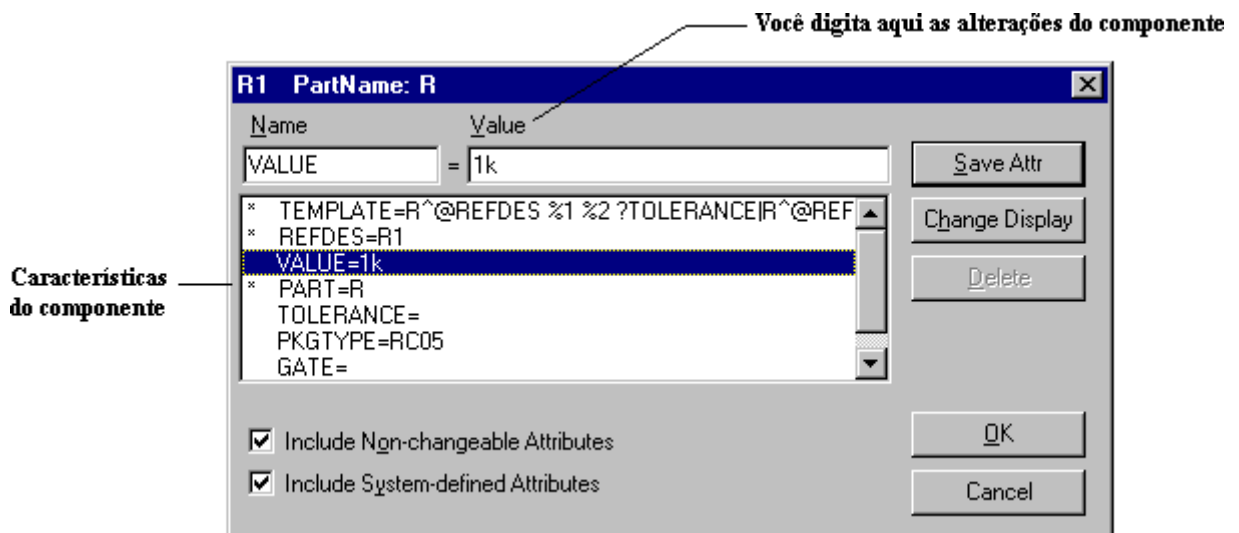 Você digita aqui as alterações do componente
R1 PartName: R
Name Value
VALUE = 1k
Save Attr
* TEMPLATE=R^@REFDES %1 %2 ?TOLERANCE|R^@REF
* REFDES=R1
VALUE=1k
* PART=R
TOLERANCE=
PKGTYPE=RC05
GATE=
Change Display
Delete
Característificas
do componente
Include Non-changeable Attributes
Include System-defined Attributes
OK
Cancel